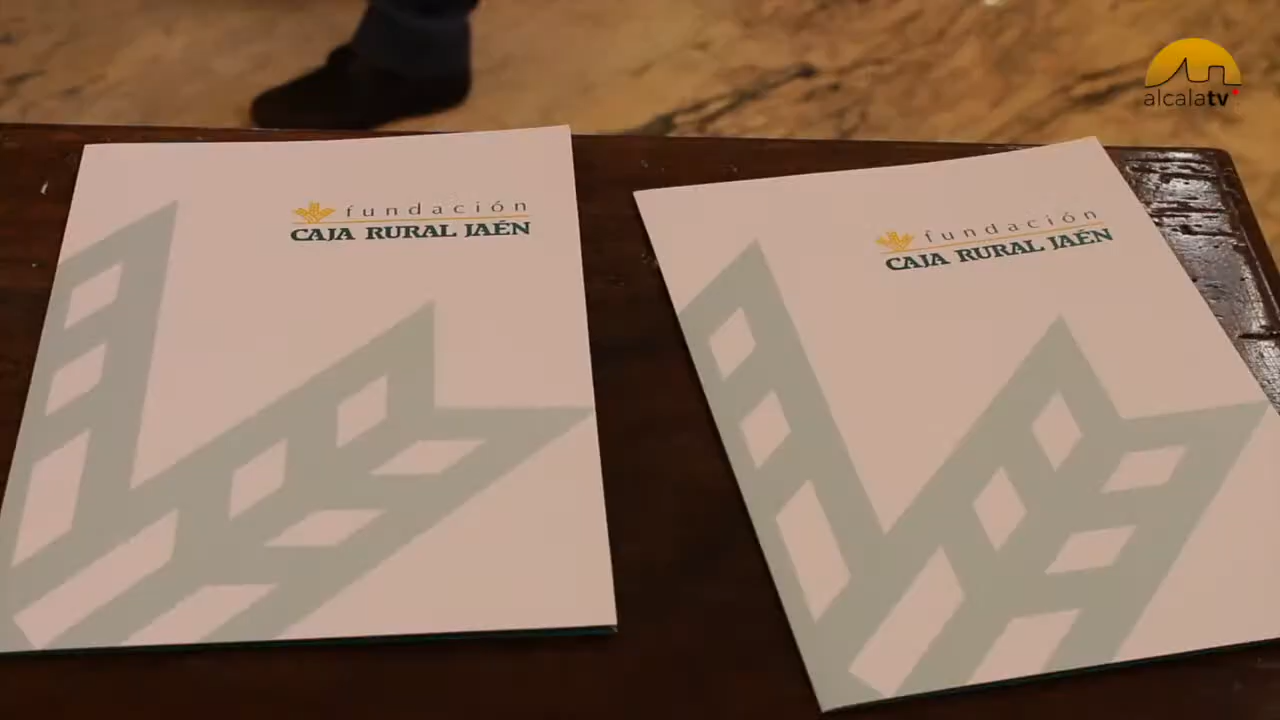 alcalatv
fundación
CAJA RURAL JAÉN
fundación
CAJA RURAL JAÉN